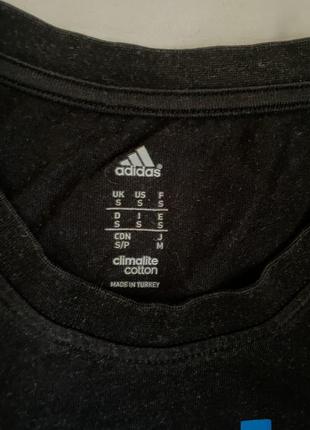 adidas
UK US F
S S S
D I E
S S S
CDN J
S/P M
climalite
cotton
MADE IN TURKEY